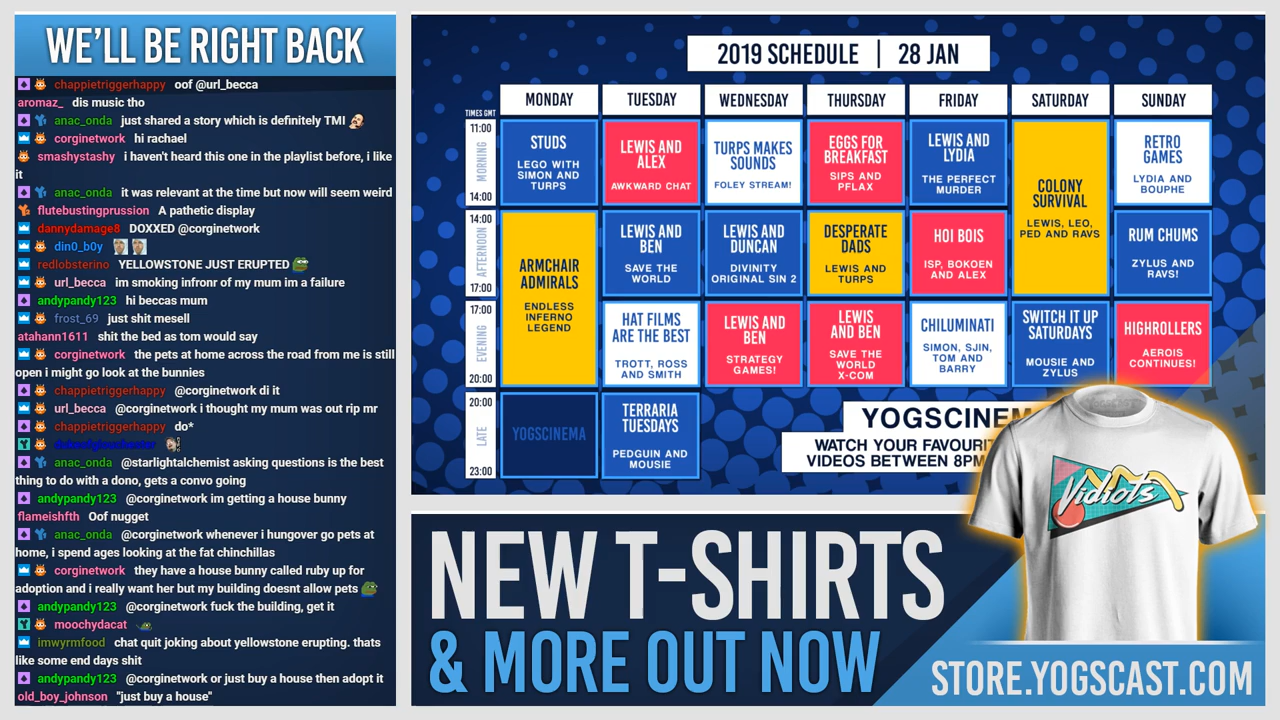 WE'LL BE RIGHT BACK
chappietriggerhappy oof @url_becca
aromaz_ dis music tho
anac_onda just shared a story which is definitely TMI
corginetwork hi rachael
smashystashy i haven't heard this one in the playlist before, i like
it
anac_onda it was relevant at the time but now will seem weird
flutebustingprussion A pathetic display
dannydamage8 DOXXED @corginetwork
din0_b0y
redlobsterino YELLOWSTONE JUST ERUPTED
url_becca im smiling infronr of my mum im a failure
andypandy123 hi beccas mum
frost_69 just shit mesell
atahann1611 shit the bed as tom would say
corginetwork the pets at home down the road from me is still
open i might go look at the bunnies
chappietriggerhappy @corginetwork di it
url_becca @corginetwork i thought my mum was out rip mr
chappietriggerhappy do*
anac_onda @starlightalex just asking questions is the best
thing to do with a dono, gets a convo going
andypandy123 @corginetwork im getting a house bunny
flameishfth Oof nugget
anac_onda @corginetwork whenever i hungover go pets at
home, i spend ages looking at the fat chinchillas
corginetwork they have a house bunny called ruby up for
adoption and i really want her but my building doesnt allow pets
andypandy123 @corginetwork fuck the building, get it
moochydacat
imwyrmfood chat quit joking about yellowstone erupting. thats
like some end days shit
andypandy123 @corginetwork or just buy a house then adopt it
old_boy_johnson "just buy a house"
2019 SCHEDULE | 28 JAN
TIMES GMT
MONDAY TUESDAY WEDNESDAY THURSDAY FRIDAY SATURDAY SUNDAY
11:00
MORNING
14:00
STUDS
LEGO WITH
SIMON AND
TURPS
LEWIS AND
ALEX
AWKWARD CHAT
TURPS MAKES
SOUNDS
FOLEY STREAM!
EGGS FOR
BREAKFAST
SIPS AND
PFLAX
LEWIS AND
LYDIA
THE PERFECT
MURDER
COLONY
SURVIVAL
LEWIS, LEO,
PED AND RAVS
RETRO
GAMES
LYDIA AND
BOUPHE
14:00
AFTERNOON
17:00
ARMCHAIR
ADMIRALS
ENDLESS
INFERNO
LEGEND
LEWIS AND
BEN
SAVE THE
WORLD
LEWIS AND
DUNCAN
DIVINITY
ORIGINAL SIN 2
DESPERATE
DADS
LEWIS AND
TURPS
HOI BOIS
ISP, BOKOEN
AND ALEX
RUM CHUMS
ZYLUS AND
RAVS!
17:00
EVENING
20:00
HAT FILMS
ARE THE BEST
TROTT, ROSS
AND SMITH
LEWIS AND
BEN
STRATEGY
GAMES!
LEWIS
AND BEN
SAVE THE
WORLD
X-COM
CHILUMINATI
SIMON, SJIN,
TOM AND
BARRY
SWITCH IT UP
SATURDAYS
MOUSIE AND
ZYLUS
HIGHROLLERS
AEROIS
CONTINUES!
20:00
LATE
23:00
YOGSCINEMA
TERRARIA
TUESDAYS
PEDGUIN AND
MOUSIE
YOGSCINEM
WATCH YOUR FAVOURIT
VIDEOS BETWEEN 8PM
Vidiots
NEW T-SHIRTS
& MORE OUT NOW
STORE.YOGSCAST.COM